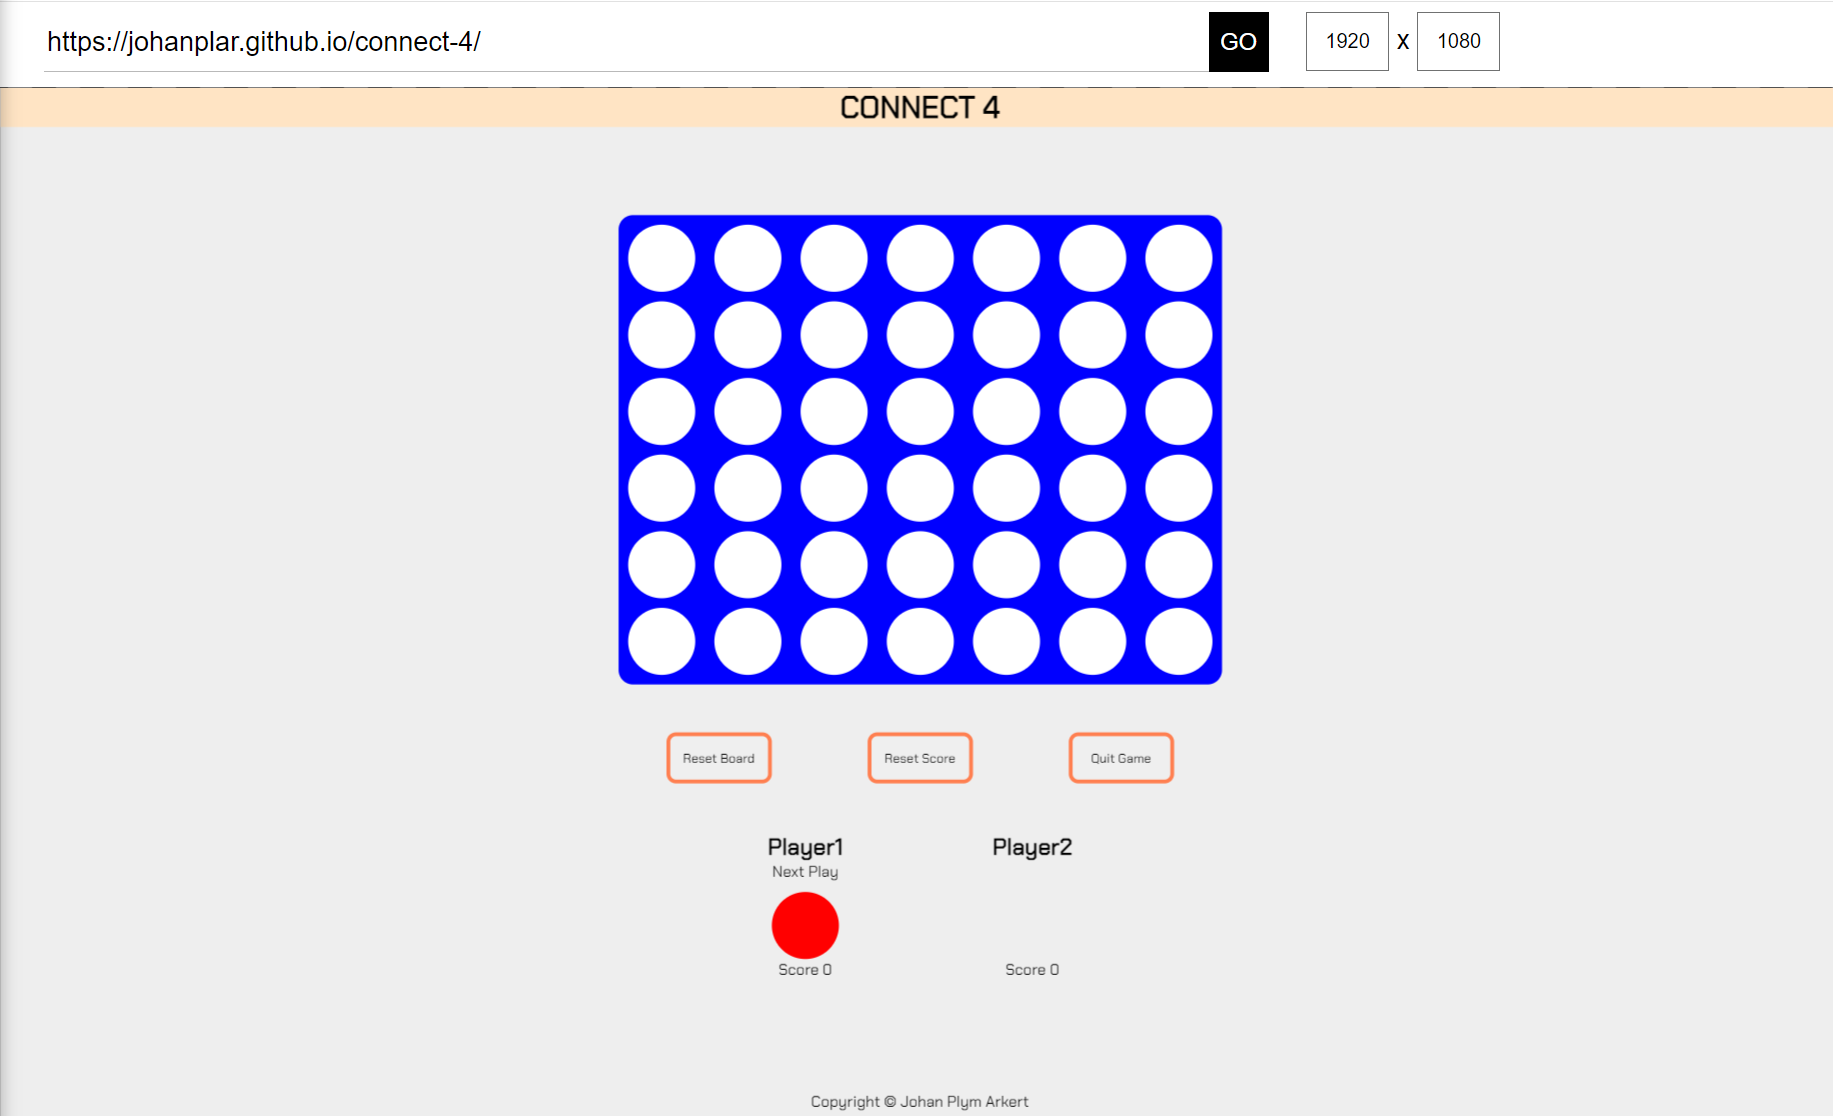 https://johanplar.github.io/connect-4/ GO 1920 X 1080
CONNECT 4
Reset Board Reset Score Quit Game
Player1 Player2
Next Play
Score 0 Score 0
Copyright © Johan Plym Arkert